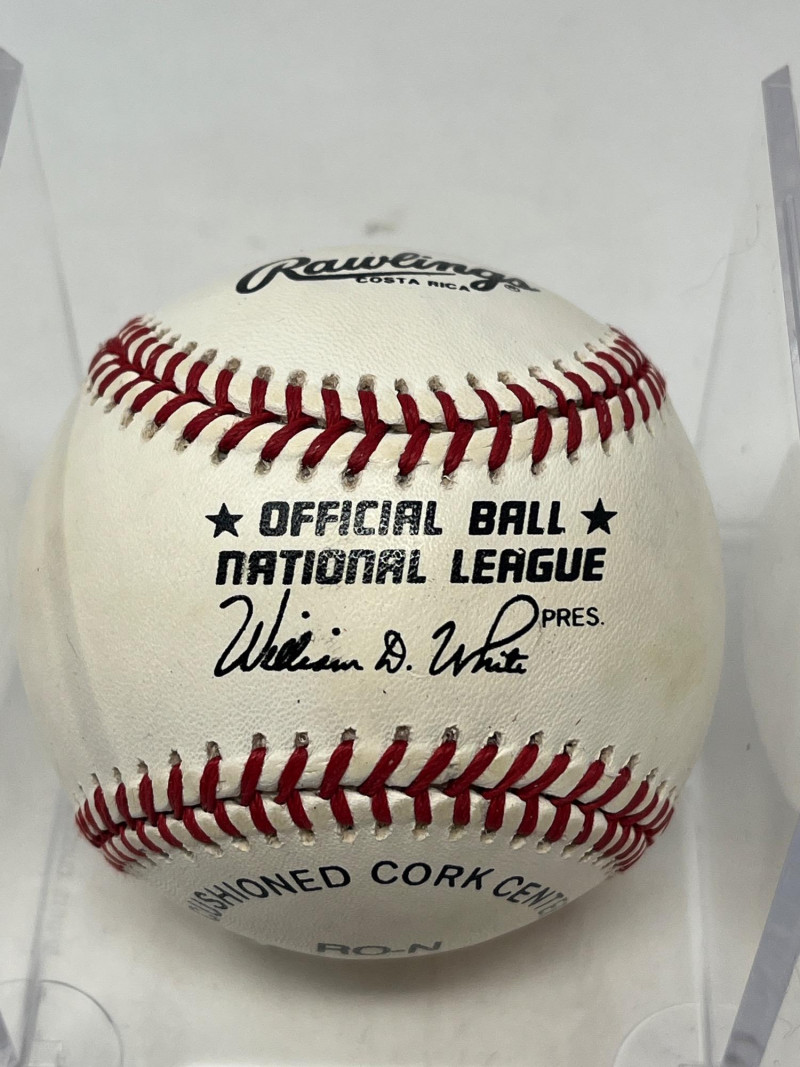 Rawlings®
COSTA RICA
★ OFFICIAL BALL ★
NATIONAL LEAGUE
William D. White PRES.
CUSHIONED CORK CENTE
RO-N